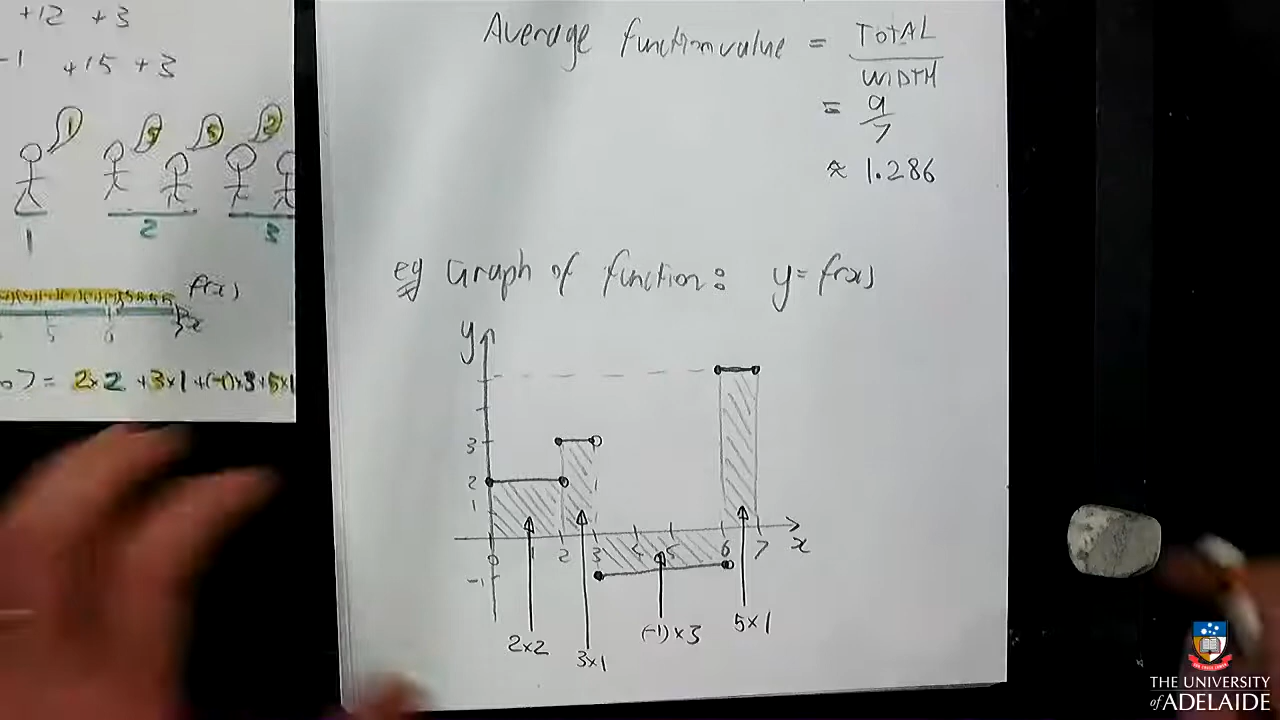 +12 +3
-1 +15 +3
1 2 3
f(x)
5 6 x
= 2×2 +3×1+(-1)×3+5×1
Average function value = TOTAL
WIDTH
= 9
7
≈ 1.286
eg Graph of function: y=f(x)
y
3
2
1
0 1 2 3 4 5 6 7 x
-1
2×2 3×1 (-1)×3 5×1
THE UNIVERSITY
of ADELAIDE